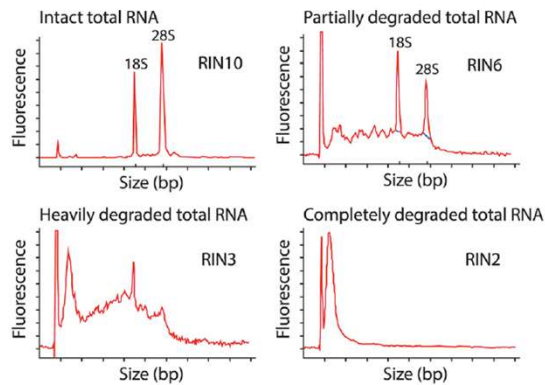 Intact total RNA
Fluorescence
18S
28S
RIN10
Size (bp)
Partially degraded total RNA
Fluorescence
18S
28S
RIN6
Size (bp)
Heavily degraded total RNA
Fluorescence
RIN3
Size (bp)
Completely degraded total RNA
Fluorescence
RIN2
Size (bp)